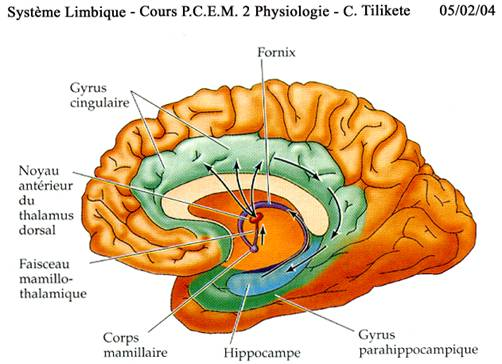 Système Limbique - Cours P.C.E.M. 2 Physiologie - C. Tilikete 05/02/04
Fornix
Gyrus
cingulaire
Noyau
antérieur
du
thalamus
dorsal
Faisceau
mamillo-
thalamique
Corps
mamillaire
Hippocampe
Gyrus
parahippocampique